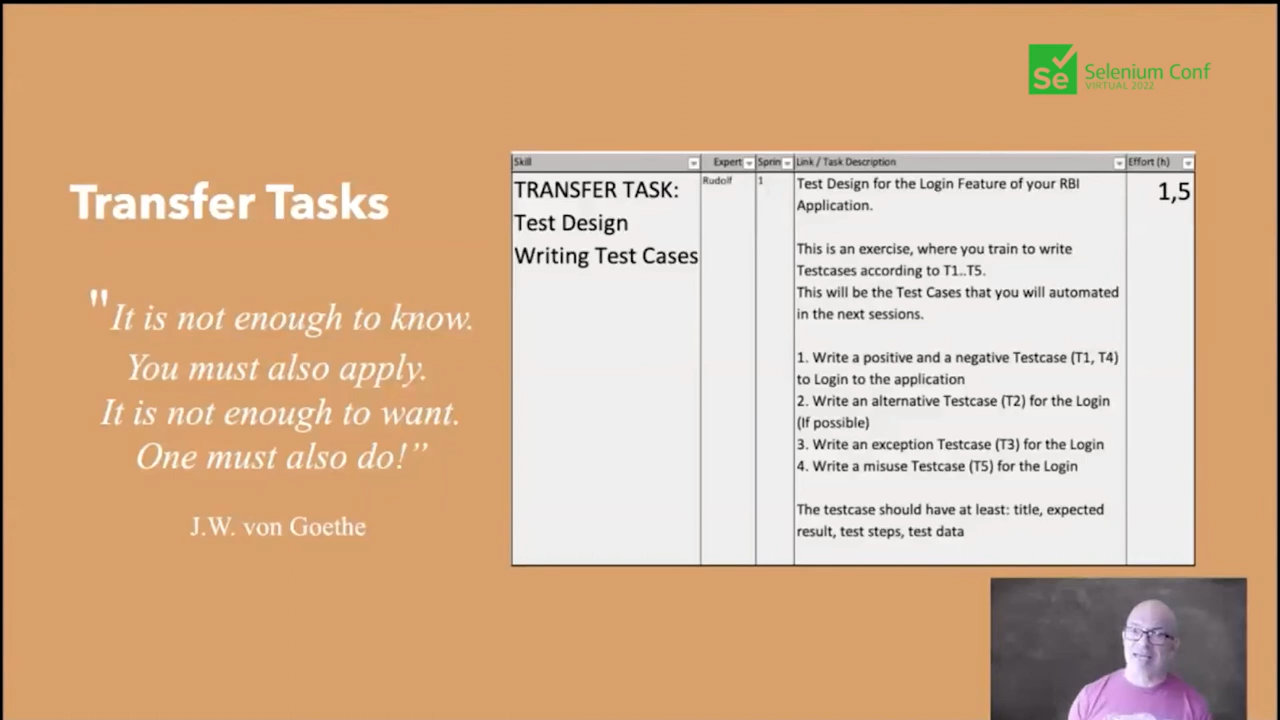 Se
Selenium Conf
VIRTUAL 2022
Transfer Tasks
"It is not enough to know.
You must also apply.
It is not enough to want.
One must also do!”
J.W. von Goethe
Skill
Expert
Sprin
Link / Task Description
Effort (h)
TRANSFER TASK:
Test Design
Writing Test Cases
Rudolf
1
Test Design for the Login Feature of your RBI
Application.
This is an exercise, where you train to write
Testcases according to T1..T5.
This will be the Test Cases that you will automated
in the next sessions.
1. Write a positive and a negative Testcase (T1, T4)
to Login to the application
2. Write an alternative Testcase (T2) for the Login
(If possible)
3. Write an exception Testcase (T3) for the Login
4. Write a misuse Testcase (T5) for the Login
The testcase should have at least: title, expected
result, test steps, test data
1,5